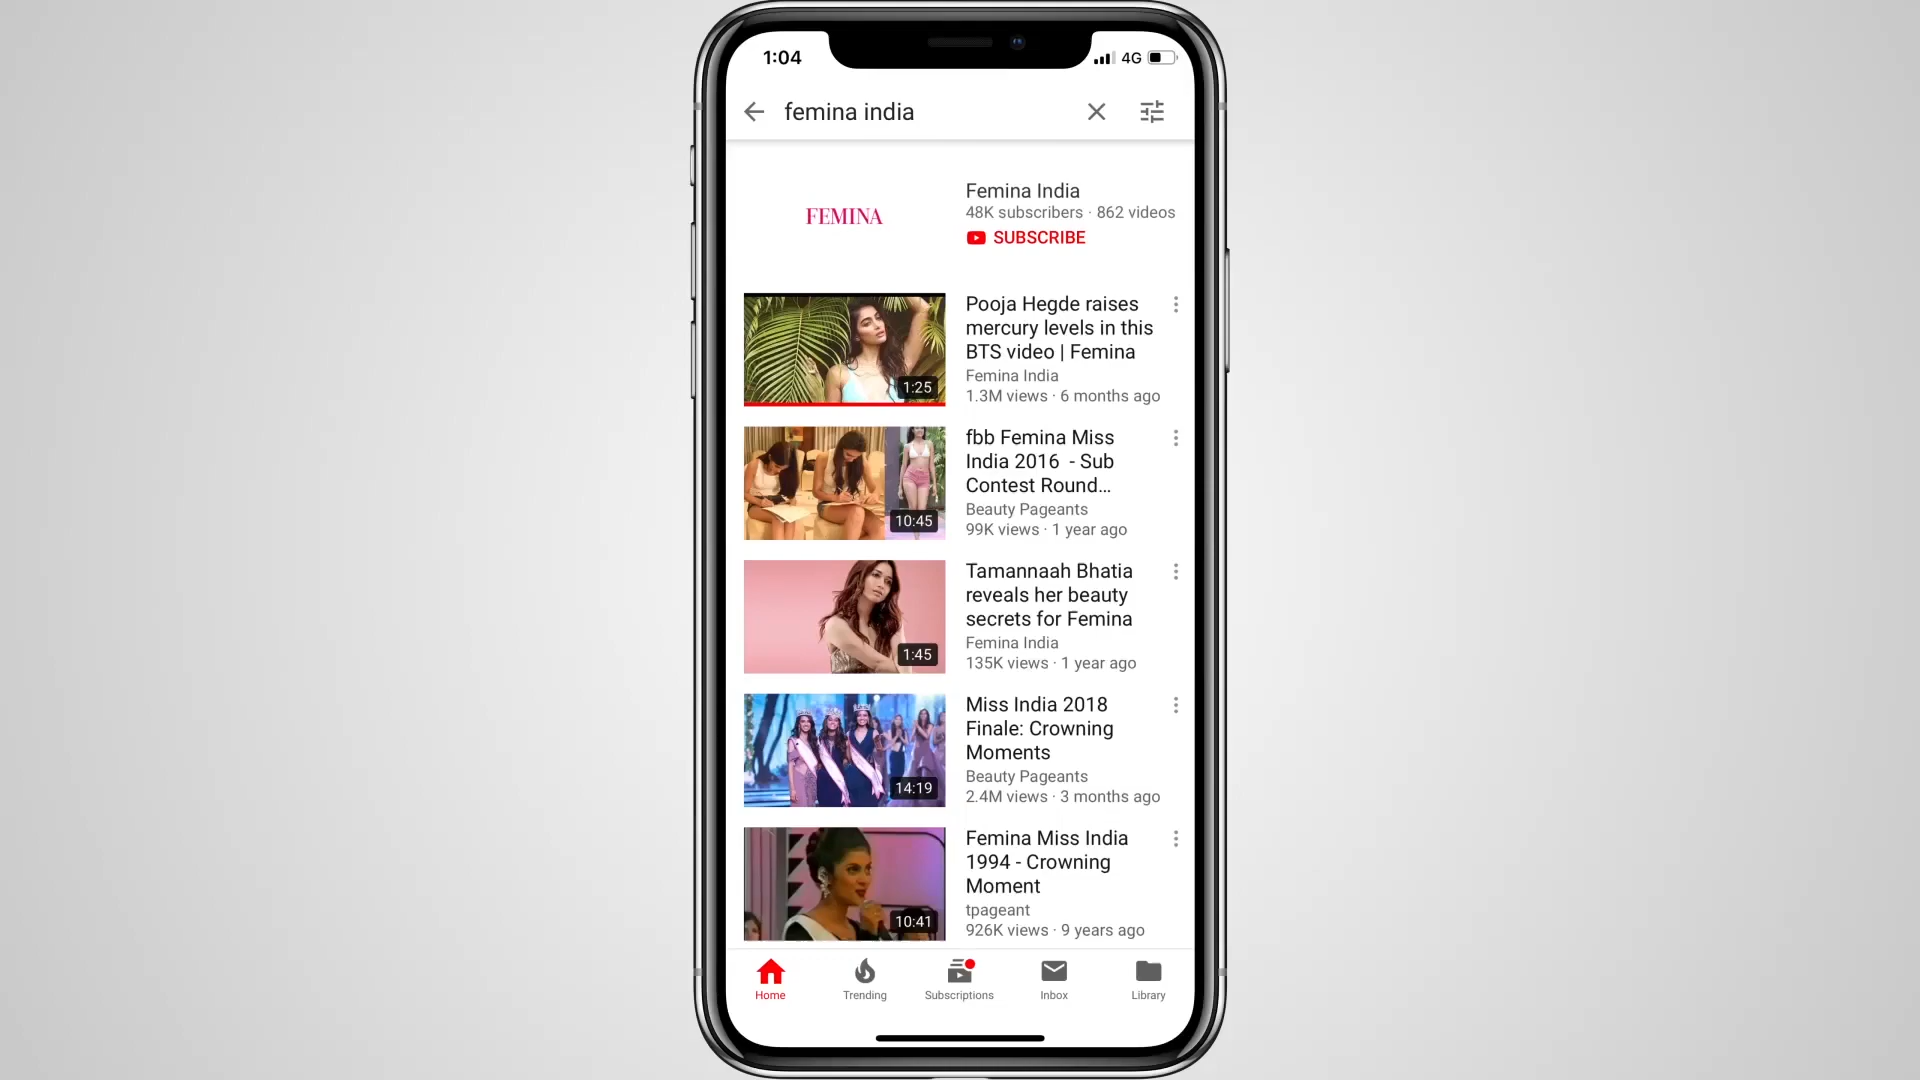 1:04
4G
femina india
FEMINA
Femina India
48K subscribers · 862 videos
SUBSCRIBE
Pooja Hegde raises
mercury levels in this
BTS video | Femina
Femina India
1.3M views · 6 months ago
1:25
fbb Femina Miss
India 2016 - Sub
Contest Round...
Beauty Pageants
99K views · 1 year ago
10:45
Tamannaah Bhatia
reveals her beauty
secrets for Femina
Femina India
135K views · 1 year ago
1:45
Miss India 2018
Finale: Crowning
Moments
Beauty Pageants
2.4M views · 3 months ago
14:19
Femina Miss India
1994 - Crowning
Moment
tpageant
926K views · 9 years ago
10:41
Home
Trending
Subscriptions
Inbox
Library